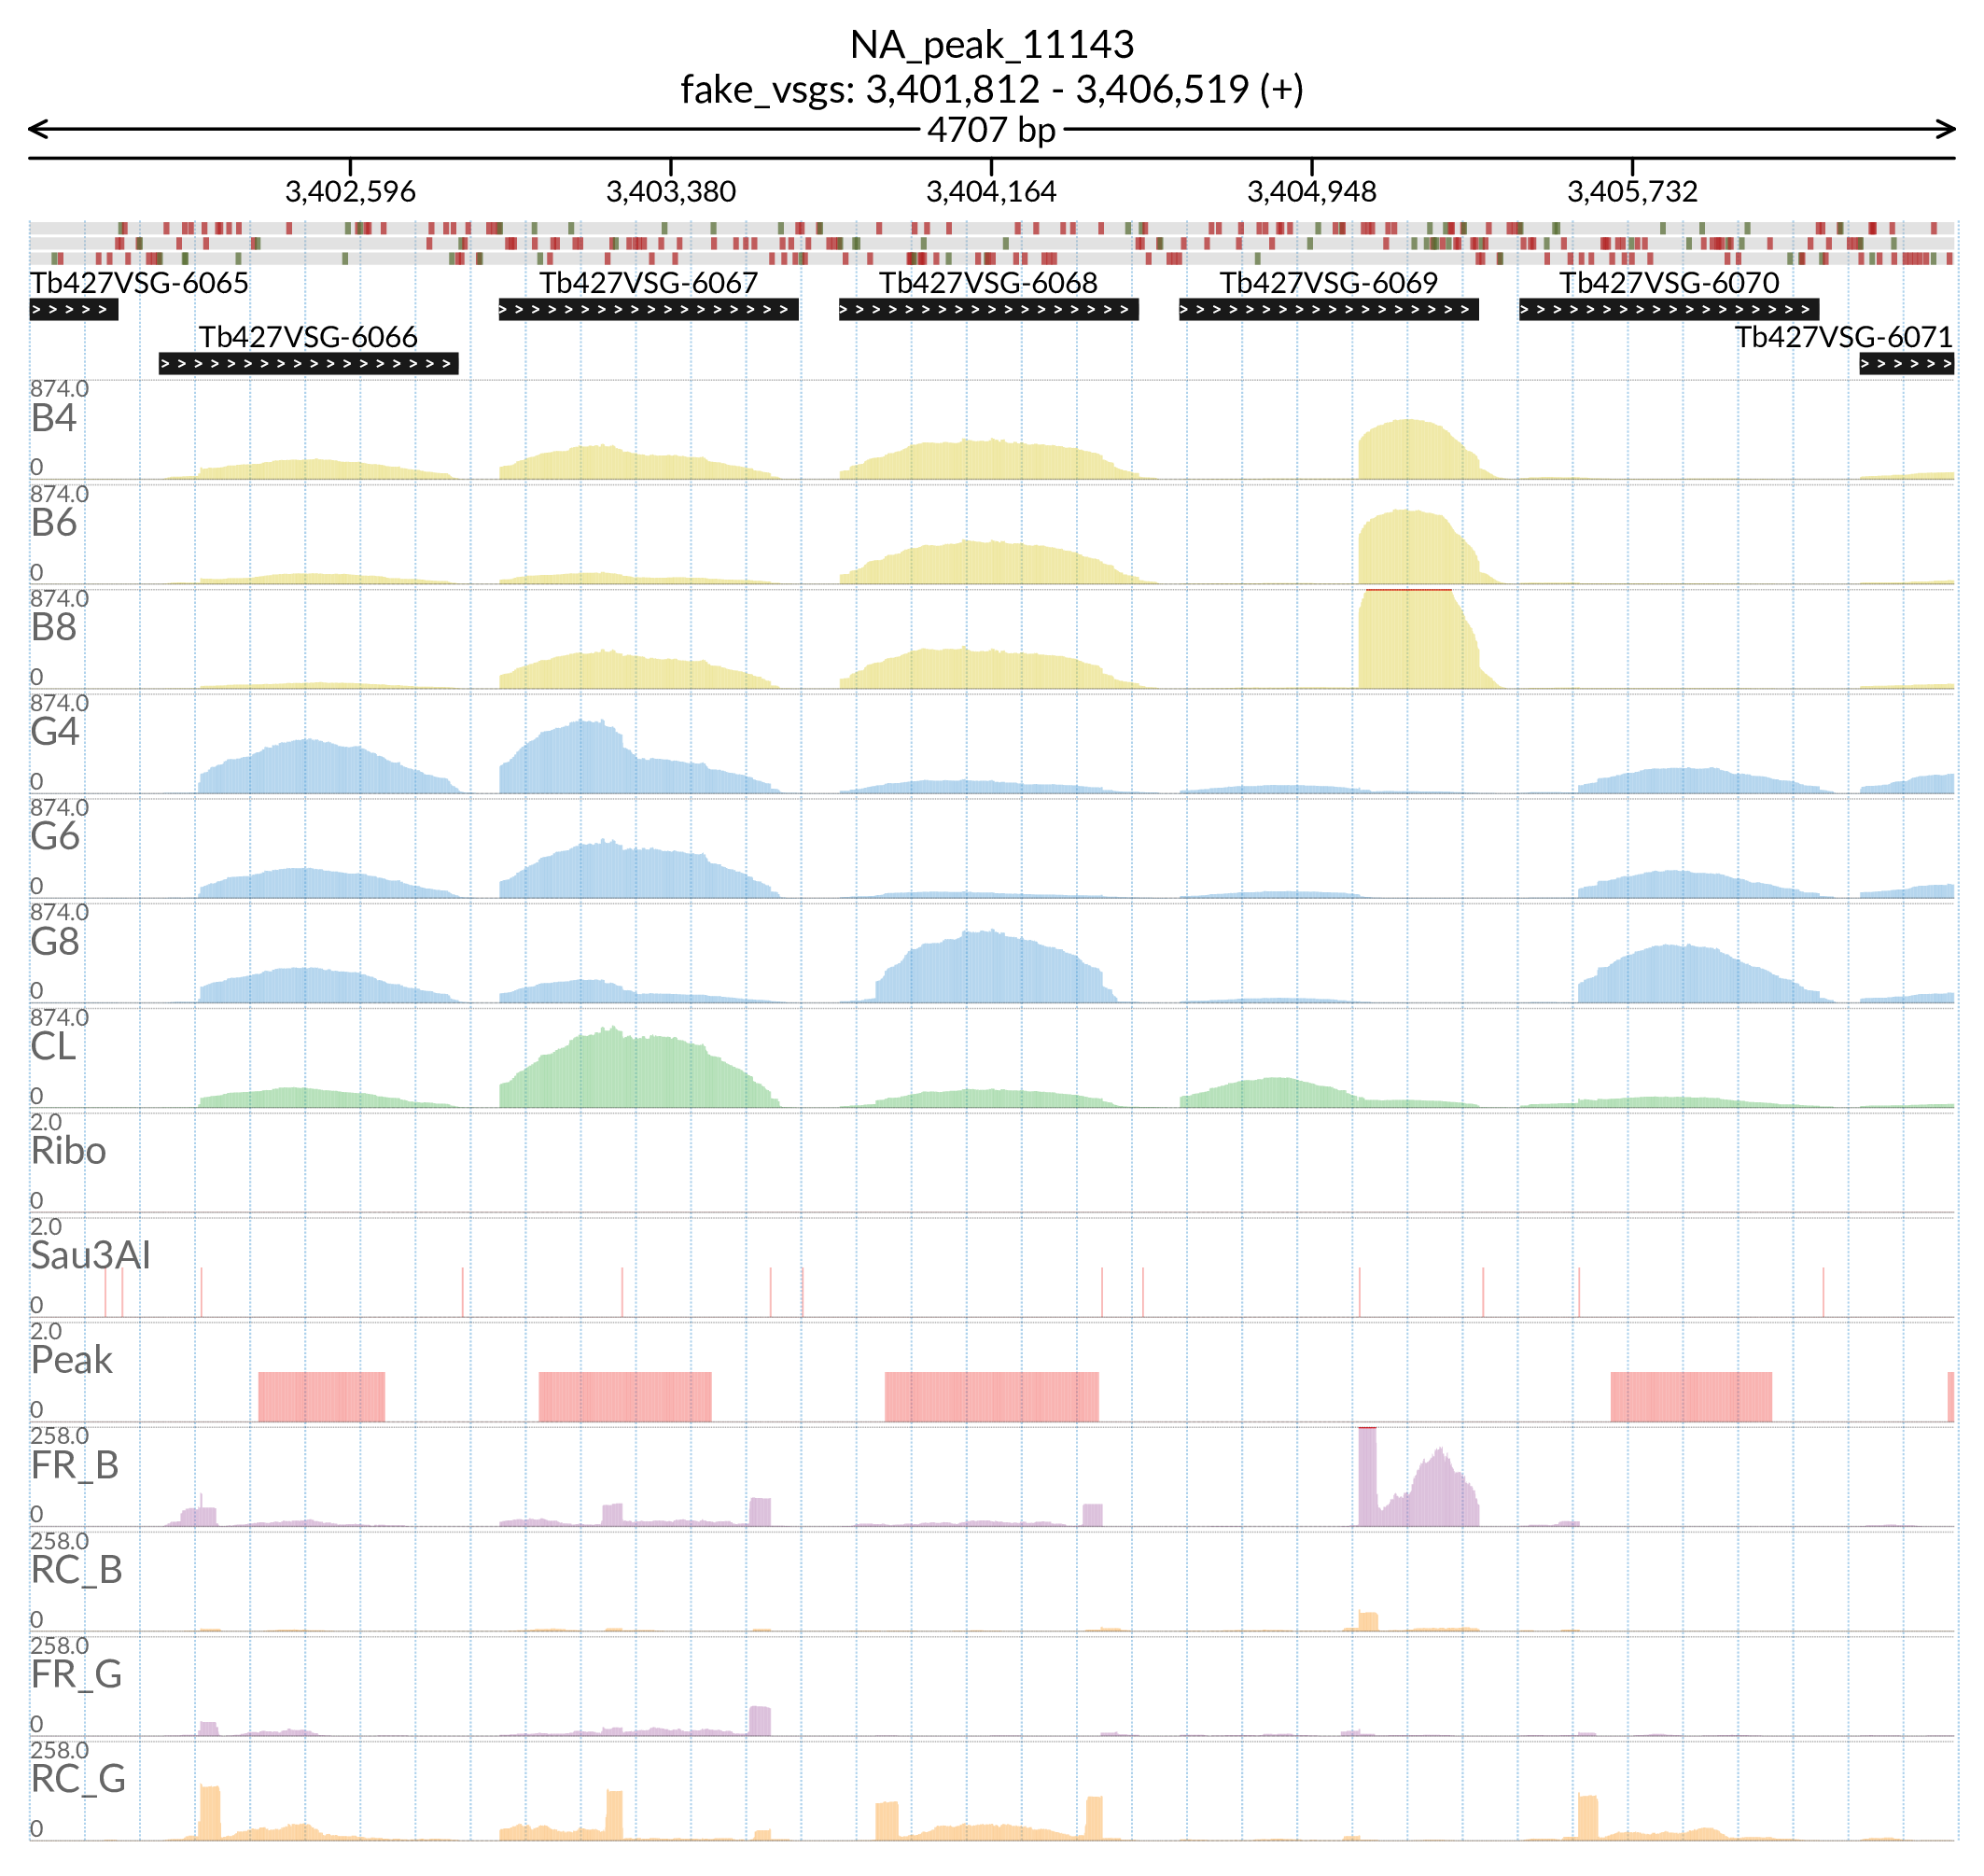 NA_peak_11143
fake_vsgs: 3,401,812 - 3,406,519 (+)
4707 bp
3,402,596 3,403,380 3,404,164 3,404,948 3,405,732
Tb427VSG-6065 Tb427VSG-6067 Tb427VSG-6068 Tb427VSG-6069 Tb427VSG-6070
Tb427VSG-6066 Tb427VSG-6071
874.0
B4
0
874.0
B6
0
874.0
B8
0
874.0
G4
0
874.0
G6
0
874.0
G8
0
874.0
CL
0
2.0
Ribo
0
2.0
Sau3AI
0
2.0
Peak
0
258.0
FR_B
0
258.0
RC_B
0
258.0
FR_G
0
258.0
RC_G
0